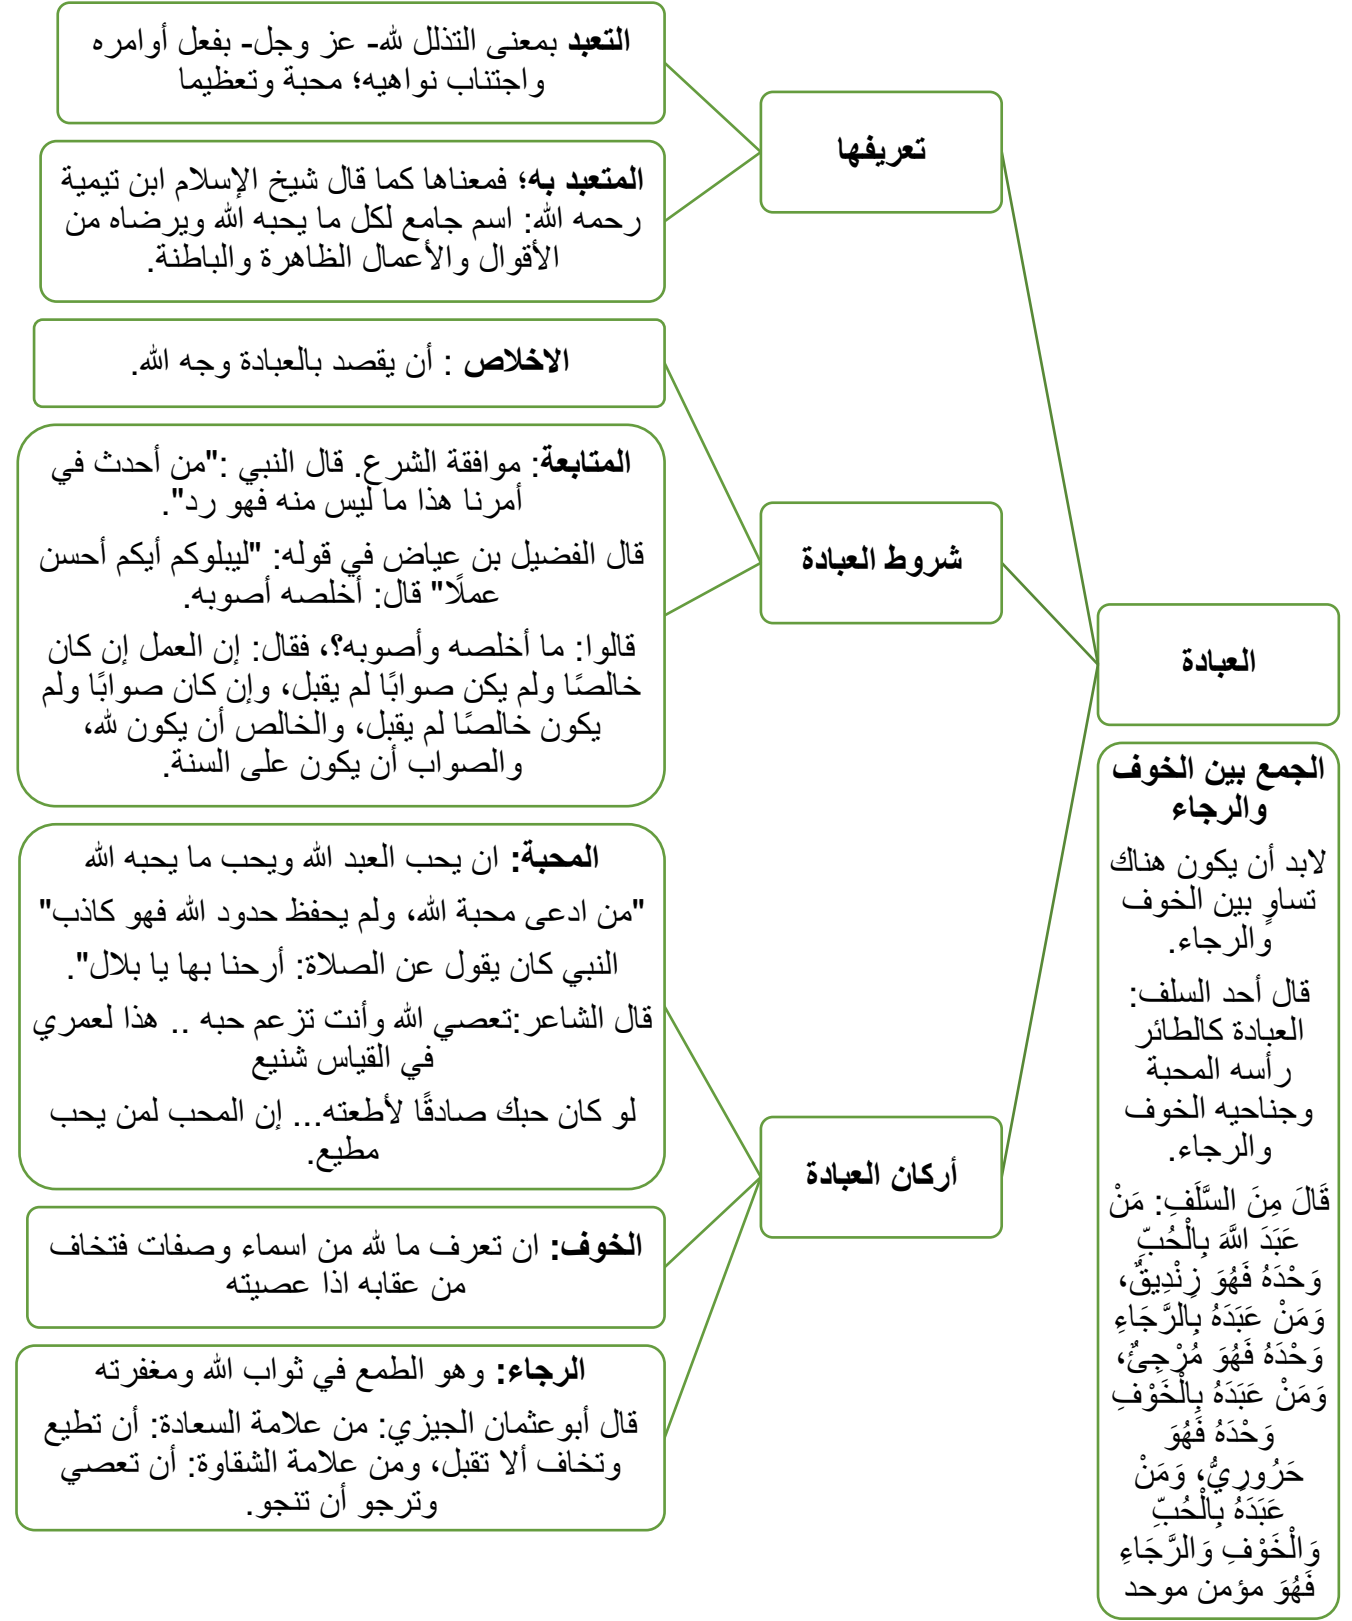 العبادة
تعريفها
التعبد بمعنى التذلل لله- عز وجل- بفعل أوامره
واجتناب نواهيه؛ محبة وتعظيما
المتعبد به؛ فمعناها كما قال شيخ الإسلام ابن تيمية
رحمه الله: اسم جامع لكل ما يحبه الله ويرضاه من
الأقوال والأعمال الظاهرة والباطنة.
شروط العبادة
الاخلاص : أن يقصد بالعبادة وجه الله.
المتابعة: موافقة الشرع. قال النبي :"من أحدث في
أمرنا هذا ما ليس منه فهو رد".
قال الفضيل بن عياض في قوله: "ليبلوكم أيكم أحسن
عملًا" قال: أخلصه أصوبه.
قالوا: ما أخلصه وأصوبه؟، فقال: إن العمل إن كان
خالصًا ولم يكن صوابًا لم يقبل، وإن كان صوابًا ولم
يكون خالصًا لم يقبل، والخالص أن يكون لله،
والصواب أن يكون على السنة.
أركان العبادة
المحبة: ان يحب العبد الله ويحب ما يحبه الله
"من ادعى محبة الله، ولم يحفظ حدود الله فهو كاذب"
النبي كان يقول عن الصلاة: أرحنا بها يا بلال".
قال الشاعر:تعصي الله وأنت تزعم حبه .. هذا لعمري
في القياس شنيع
لو كان حبك صادقًا لأطعته... إن المحب لمن يحب
مطيع.
الخوف: ان تعرف ما لله من اسماء وصفات فتخاف
من عقابه اذا عصيته
الرجاء: وهو الطمع في ثواب الله ومغفرته
قال أبوعثمان الجيزي: من علامة السعادة: أن تطيع
وتخاف ألا تقبل، ومن علامة الشقاوة: أن تعصي
وترجو أن تنجو.
الجمع بين الخوف
والرجاء
لابد أن يكون هناك
تساوٍ بين الخوف
والرجاء.
قال أحد السلف:
العبادة كالطائر
رأسه المحبة
وجناحيه الخوف
والرجاء.
قَالَ مِنَ السَّلَفِ: مَنْ
عَبَدَ اللَّهَ بِالْحُبِّ
وَحْدَهُ فَهُوَ زِنْدِيقٌ،
وَمَنْ عَبَدَهُ بِالرَّجَاءِ
وَحْدَهُ فَهُوَ مُرْجِئٌ،
وَمَنْ عَبَدَهُ بِالْخَوْفِ
وَحْدَهُ فَهُوَ
حَرُورِيٌّ، وَمَنْ
عَبَدَهُ بِالْحُبِّ
وَالْخَوْفِ وَالرَّجَاءِ
فَهُوَ مؤمن موحد